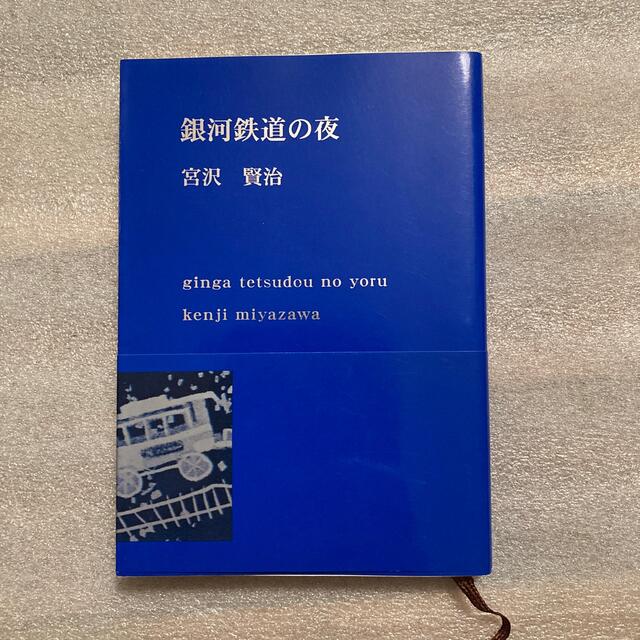 銀河鉄道の夜
宮沢　賢治
ginga tetsudou no yoru
kenji miyazawa